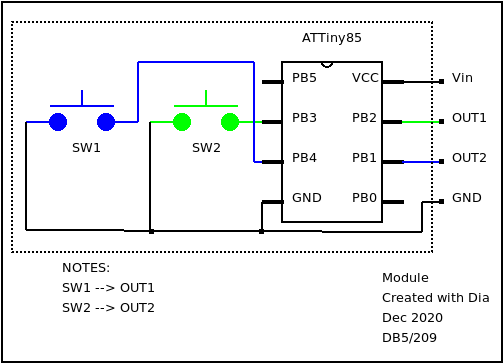 ATTiny85
PB5 VCC Vin
PB3 PB2 OUT1
SW1 SW2
PB4 PB1 OUT2
GND PB0 GND
NOTES:
SW1 --> OUT1
SW2 --> OUT2
Module
Created with Dia
Dec 2020
DB5/209